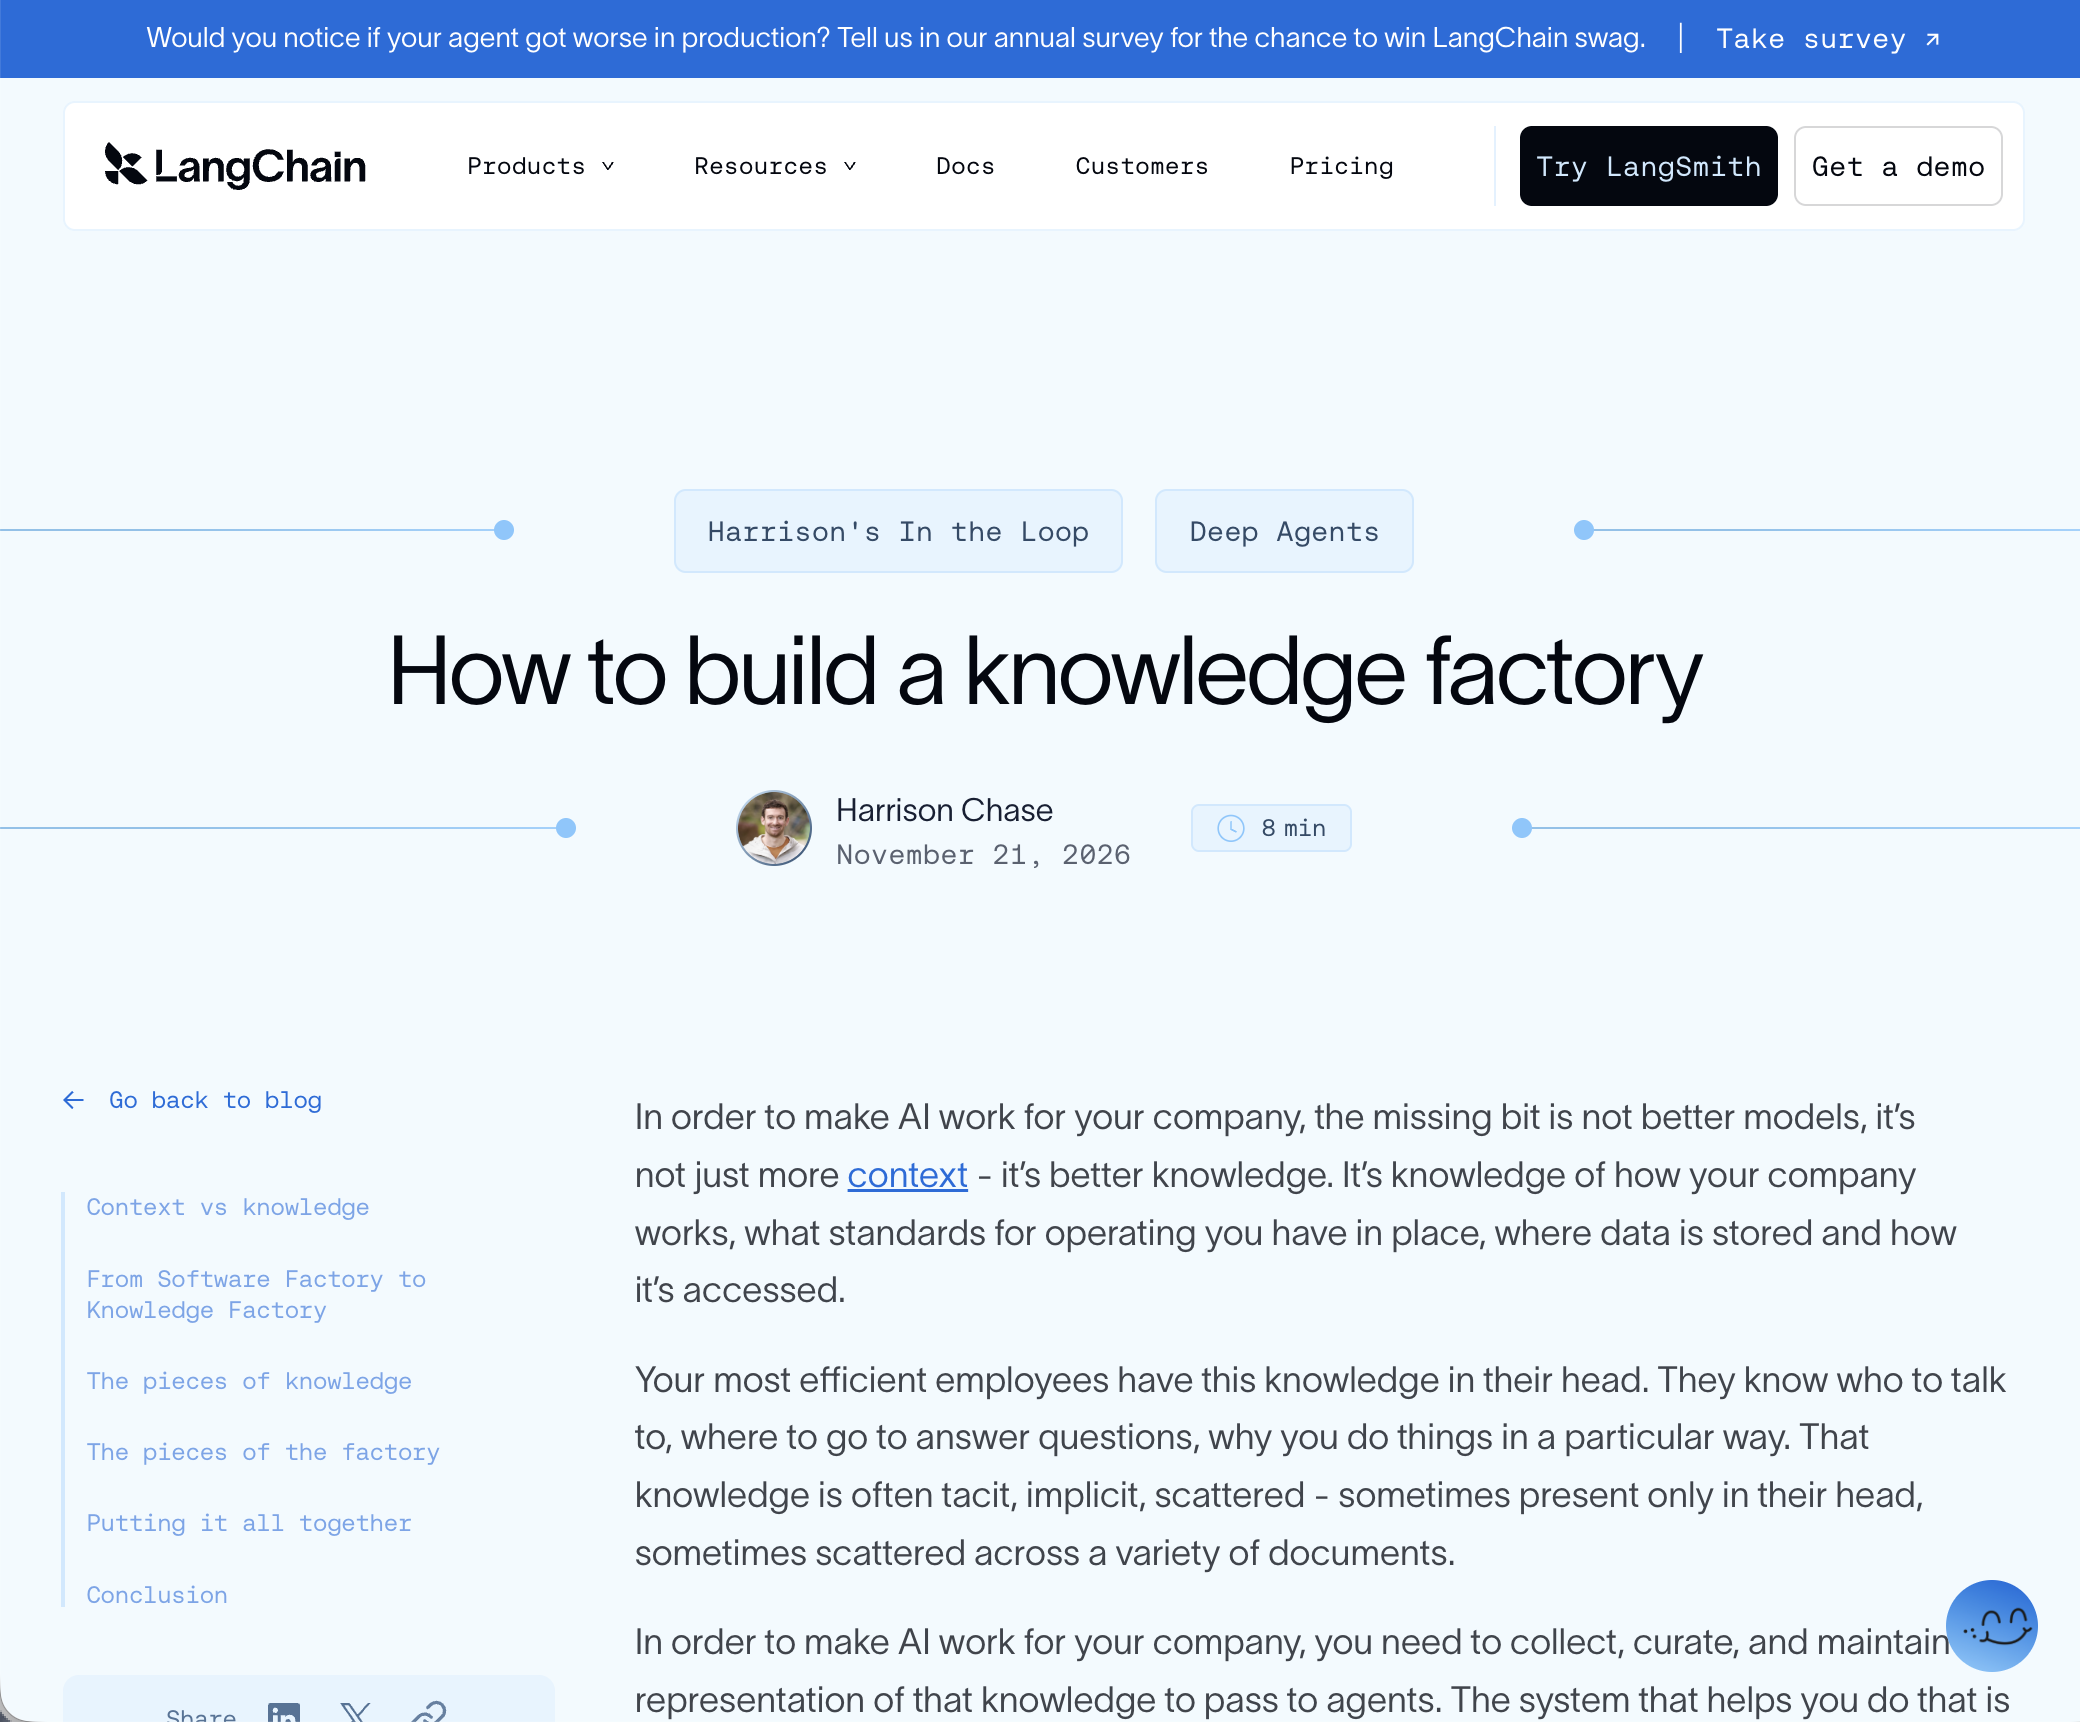 Would you notice if your agent got worse in production? Tell us in our annual survey for the chance to win LangChain swag. | Take survey ↗
LangChain Products Resources Docs Customers Pricing Try LangSmith Get a demo
Harrison's In the Loop Deep Agents
How to build a knowledge factory
Harrison Chase
November 21, 2026
8 min
← Go back to blog
Context vs knowledge
From Software Factory to
Knowledge Factory
The pieces of knowledge
The pieces of the factory
Putting it all together
Conclusion
Share
In order to make AI work for your company, the missing bit is not better models, it’s
not just more context - it’s better knowledge. It’s knowledge of how your company
works, what standards for operating you have in place, where data is stored and how
it’s accessed.
Your most efficient employees have this knowledge in their head. They know who to talk
to, where to go to answer questions, why you do things in a particular way. That
knowledge is often tacit, implicit, scattered - sometimes present only in their head,
sometimes scattered across a variety of documents.
In order to make AI work for your company, you need to collect, curate, and maintain
representation of that knowledge to pass to agents. The system that helps you do that is